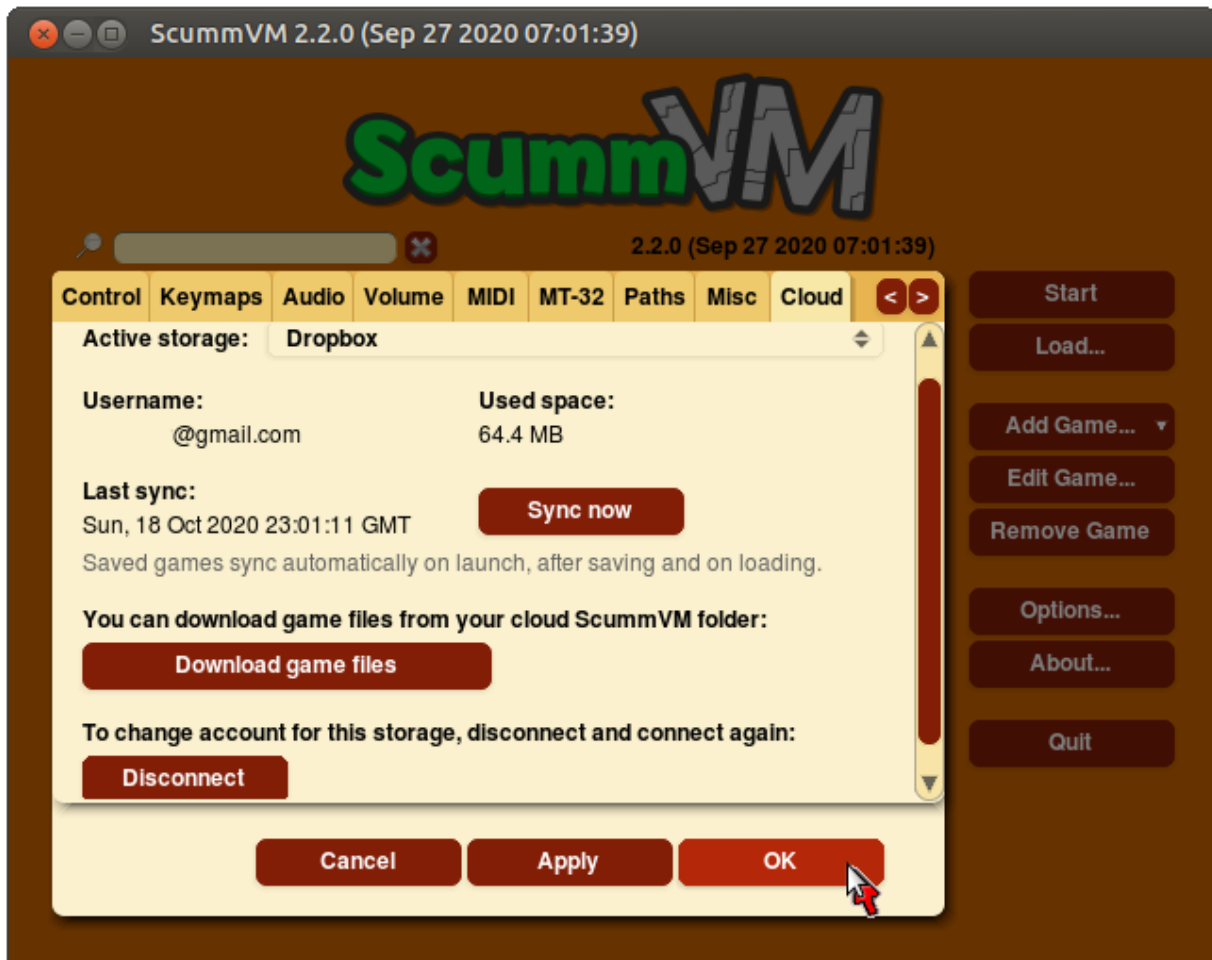 ScummVM 2.2.0 (Sep 27 2020 07:01:39)
ScummVM
2.2.0 (Sep 27 2020 07:01:39)
Control Keymaps Audio Volume MIDI MT-32 Paths Misc Cloud < >
Active storage: Dropbox
Username: Used space:
@gmail.com 64.4 MB
Last sync:
Sun, 18 Oct 2020 23:01:11 GMT
Sync now
Saved games sync automatically on launch, after saving and on loading.
You can download game files from your cloud ScummVM folder:
Download game files
To change account for this storage, disconnect and connect again:
Disconnect
Cancel Apply OK
Start
Load...
Add Game...
Edit Game...
Remove Game
Options...
About...
Quit